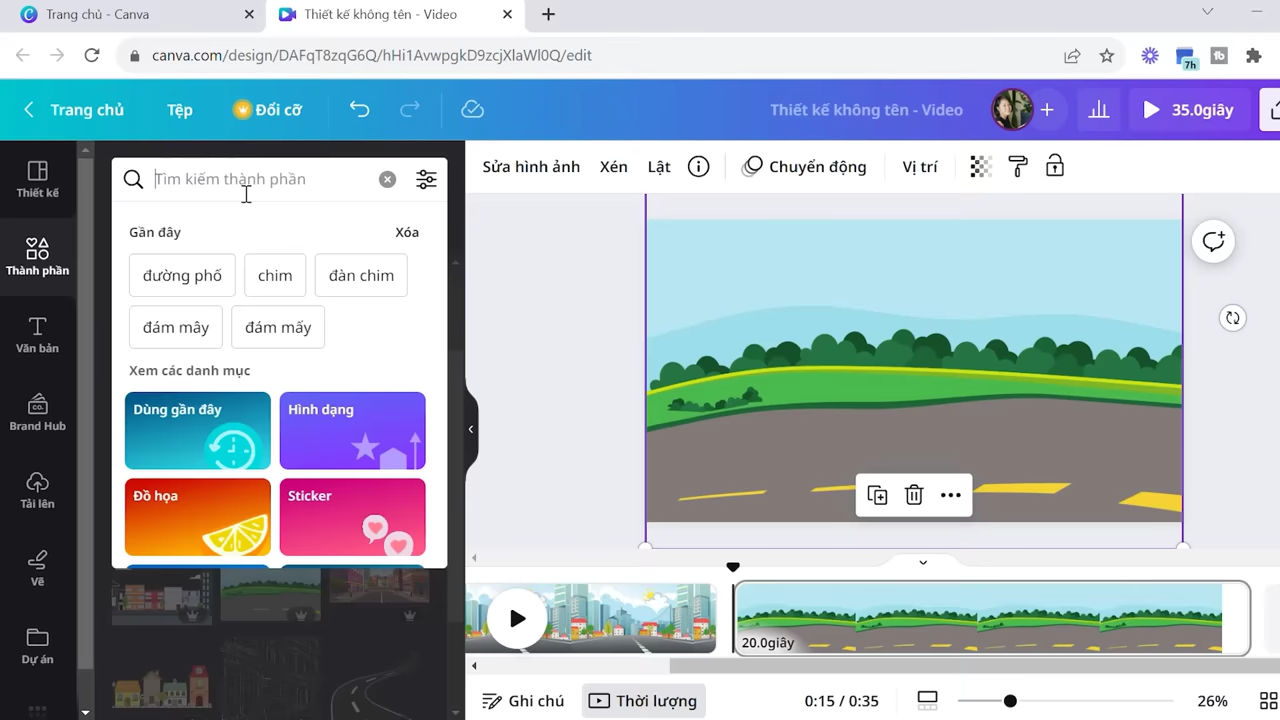 Trang chủ - Canva
Thiết kế không tên - Video
canva.com/design/DAFqT8zqG6Q/hHi1AvwpgkD9zcjXlaWl0Q/edit
7h
Trang chủ
Tệp
Đổi cỡ
Thiết kế không tên - Video
35.0giây
Thiết kế
Thành phần
Văn bản
CO.
Brand Hub
Tải lên
Vẽ
Dự án
Tìm kiếm thành phần
Gần đây
Xóa
đường phố
chim
đàn chim
đám mây
đám mấy
Xem các danh mục
Dùng gần đây
Hình dạng
Đồ họa
Sticker
Sửa hình ảnh
Xén
Lật
Chuyển động
Vị trí
20.0giây
Ghi chú
Thời lượng
0:15 / 0:35
26%